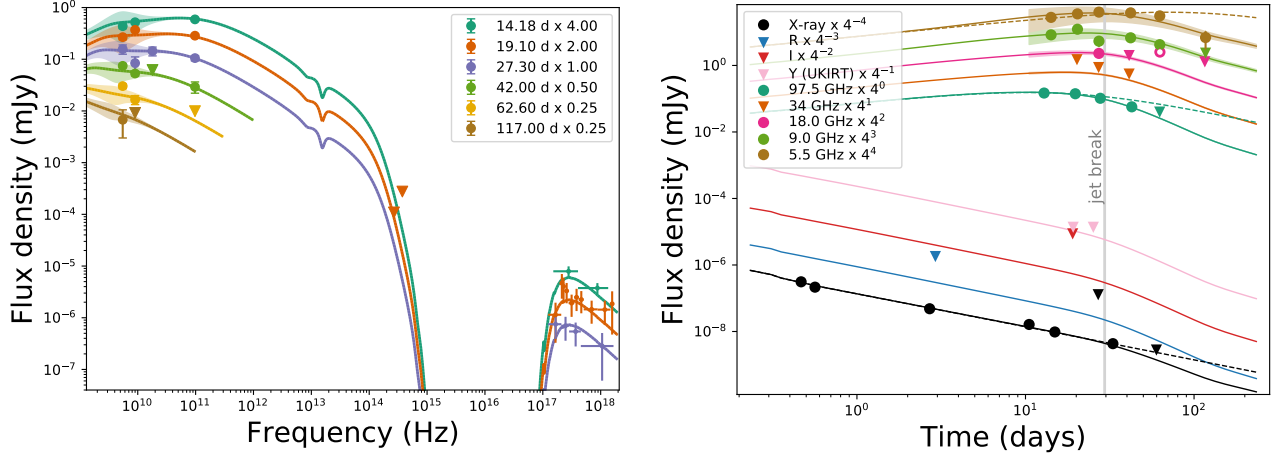 10^0
10^-1
10^-2
10^-3
10^-4
10^-5
10^-6
10^-7
Flux density (mJy)
14.18 d x 4.00
19.10 d x 2.00
27.30 d x 1.00
42.00 d x 0.50
62.60 d x 0.25
117.00 d x 0.25
10^10 10^11 10^12 10^13 10^14 10^15 10^16 10^17 10^18
Frequency (Hz)
10^0
10^-2
10^-4
10^-6
10^-8
Flux density (mJy)
X-ray x 4^-4
R x 4^-3
I x 4^-2
Y (UKIRT) x 4^-1
97.5 GHz x 4^0
34 GHz x 4^1
18.0 GHz x 4^2
9.0 GHz x 4^3
5.5 GHz x 4^4
jet break
10^0 10^1 10^2
Time (days)